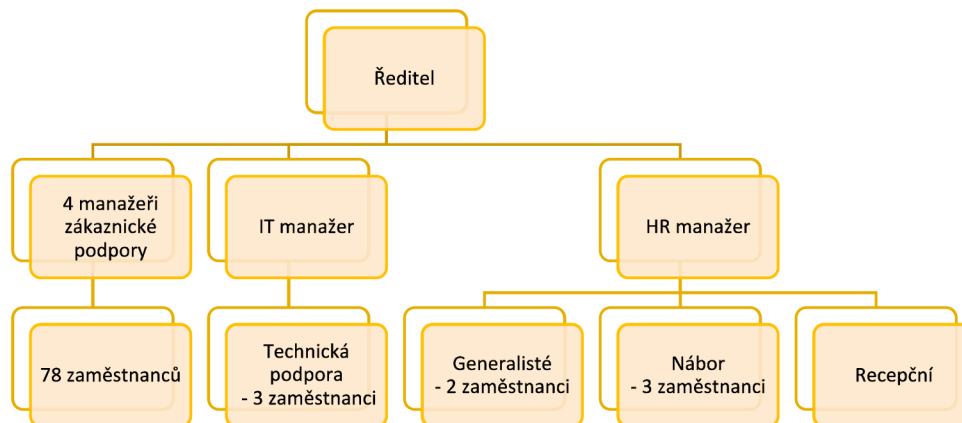 Ředitel
4 manažeři
zákaznické
podpory
IT manažer
HR manažer
78 zaměstnanců
Technická
podpora
- 3 zaměstnanci
Generalisté
- 2 zaměstnanci
Nábor
- 3 zaměstnanci
Recepční